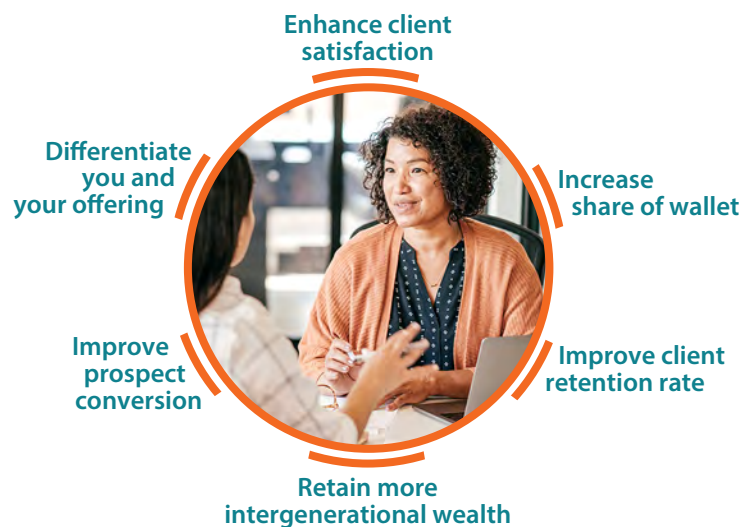 Enhance client
satisfaction
Increase
share of wallet
Improve client
retention rate
Retain more
intergenerational wealth
Improve
prospect
conversion
Differentiate
you and
your offering